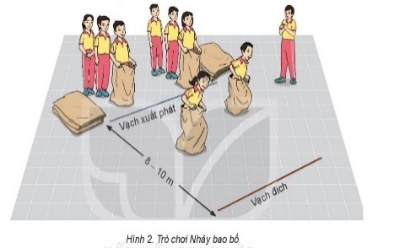 Vạch xuất phát
8 – 10 m
Vạch đích
Hình 2. Trò chơi Nhảy bao bố